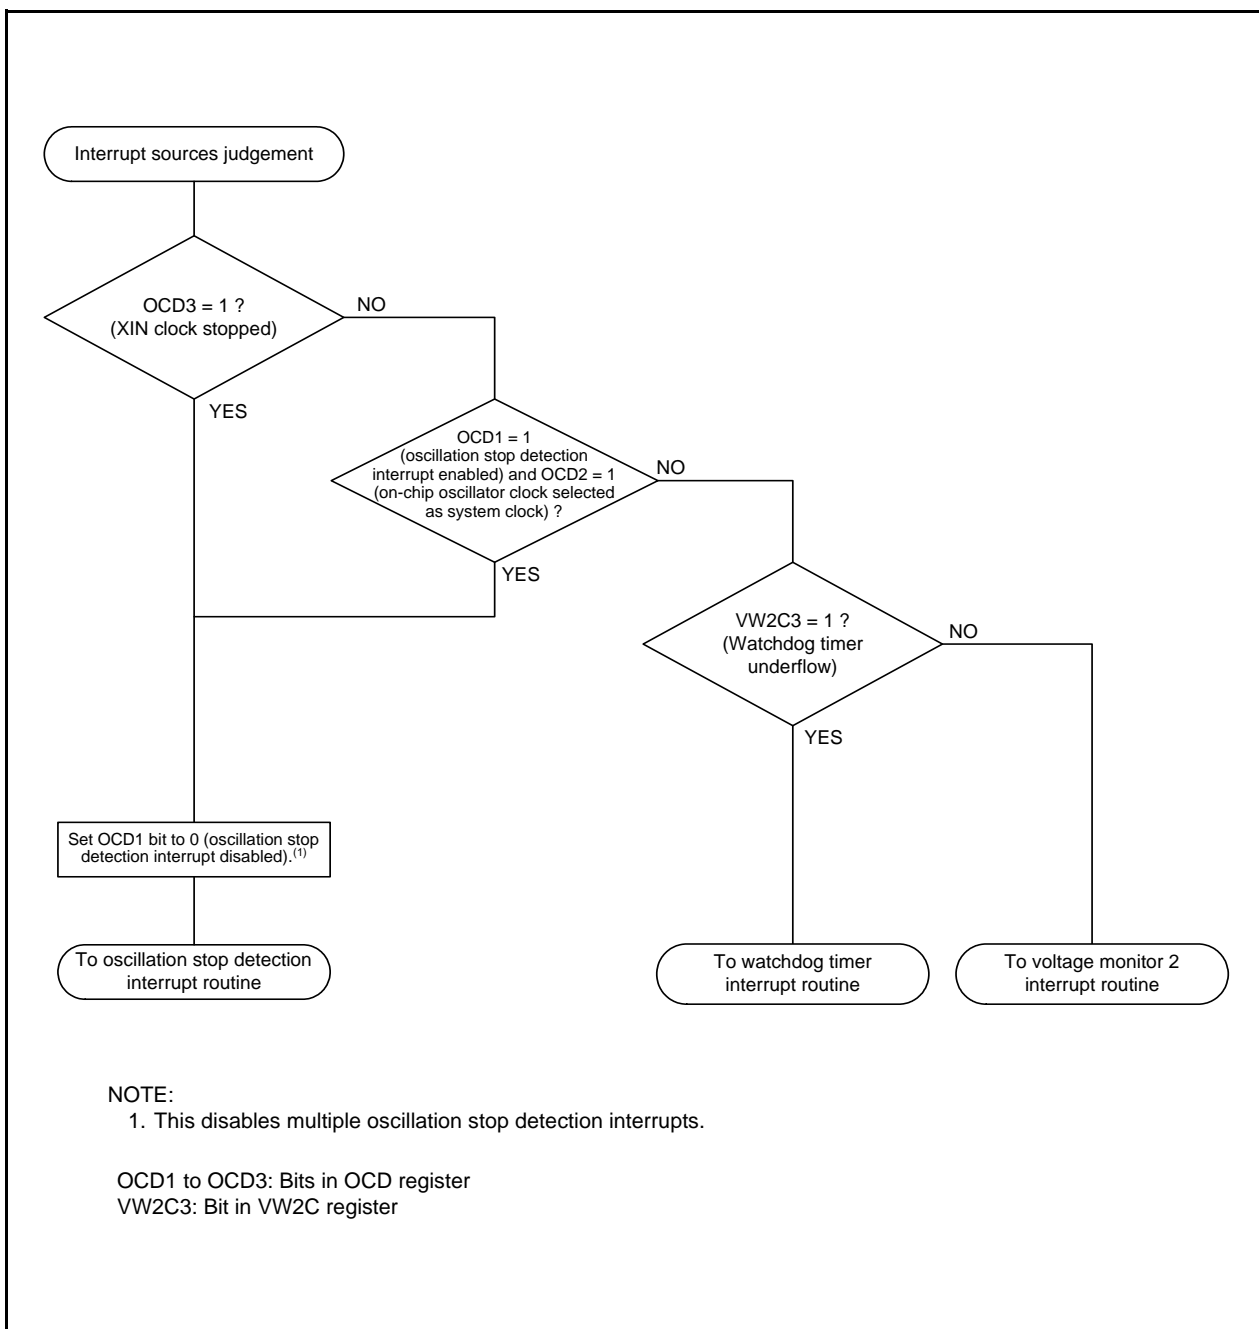 Interrupt sources judgement
OCD3 = 1 ?
(XIN clock stopped)
NO
YES
OCD1 = 1
(oscillation stop detection
interrupt enabled) and OCD2 = 1
(on-chip oscillator clock selected
as system clock) ?
NO
YES
VW2C3 = 1 ?
(Watchdog timer
underflow)
NO
YES
Set OCD1 bit to 0 (oscillation stop
detection interrupt disabled).(1)
To oscillation stop detection
interrupt routine
To watchdog timer
interrupt routine
To voltage monitor 2
interrupt routine
NOTE:
1. This disables multiple oscillation stop detection interrupts.
OCD1 to OCD3: Bits in OCD register
VW2C3: Bit in VW2C register